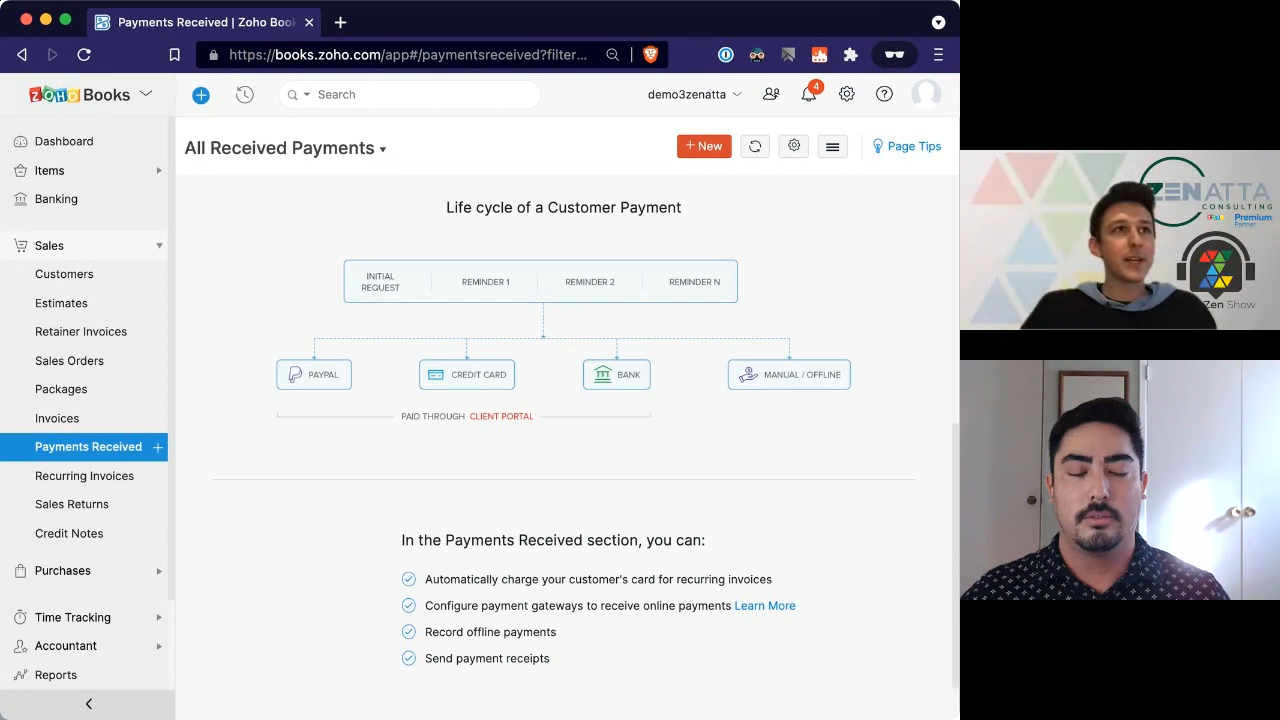 Payments Received | Zoho Book
https://books.zoho.com/app#/paymentsreceived?filter...
ZOHO Books
Search
demo3zenatta
4
Dashboard
Items
Banking
Sales
Customers
Estimates
Retainer Invoices
Sales Orders
Packages
Invoices
Payments Received
Recurring Invoices
Sales Returns
Credit Notes
Purchases
Time Tracking
Accountant
Reports
All Received Payments
+ New
Page Tips
Life cycle of a Customer Payment
INITIAL
REQUEST
REMINDER 1
REMINDER 2
REMINDER N
PAYPAL
CREDIT CARD
BANK
MANUAL / OFFLINE
PAID THROUGH CLIENT PORTAL
In the Payments Received section, you can:
Automatically charge your customer's card for recurring invoices
Configure payment gateways to receive online payments Learn More
Record offline payments
Send payment receipts
ZENATTA
CONSULTING
ZOHO Premium
Partner
Zen Show